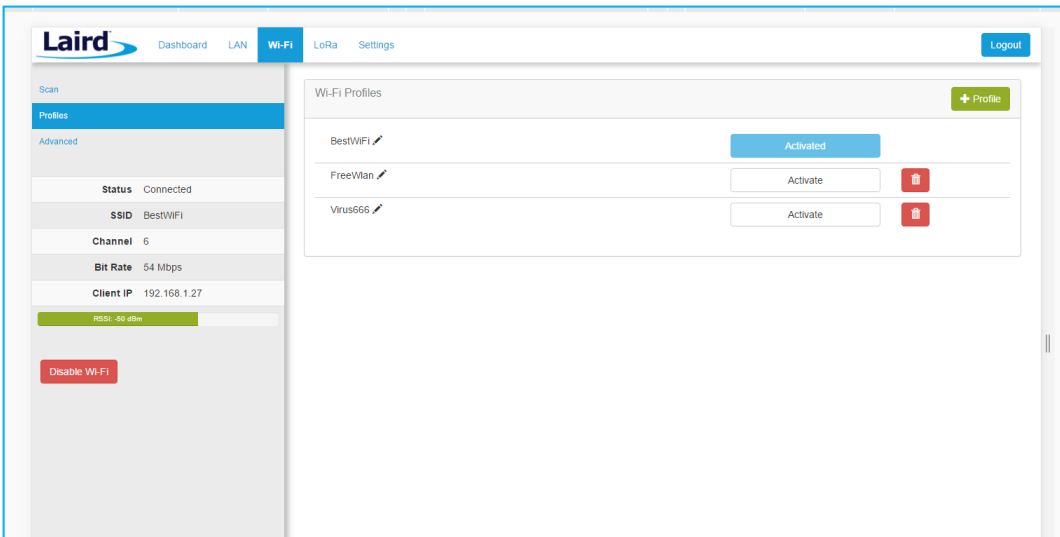 Laird
Dashboard LAN Wi-Fi LoRa Settings Logout
Scan
Profiles
Advanced
Status Connected
SSID BestWiFi
Channel 6
Bit Rate 54 Mbps
Client IP 192.168.1.27
RSSI: -50 dBm
Disable Wi-Fi
Wi-Fi Profiles + Profile
BestWiFi Activated
FreeWlan Activate
Virus666 Activate